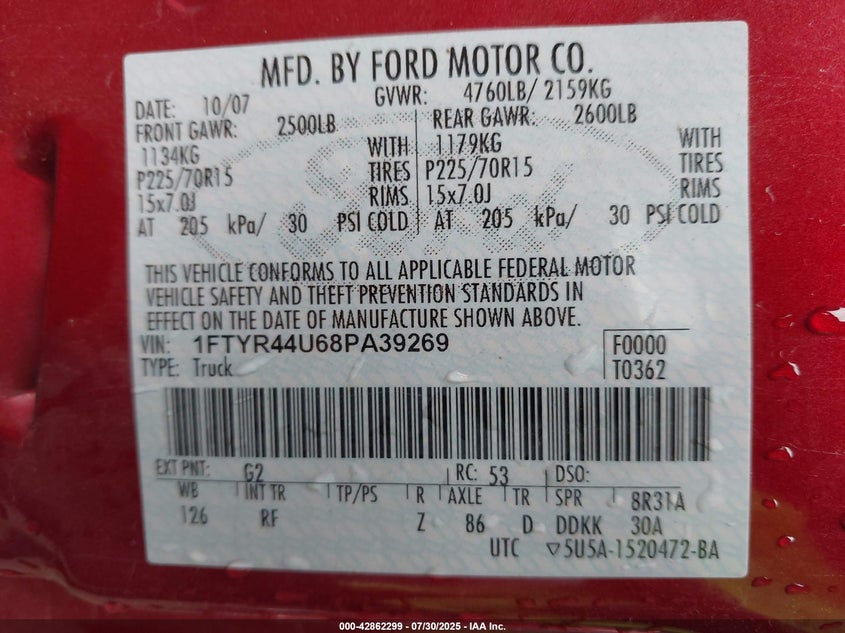 MFD. BY FORD MOTOR CO.
DATE: 10/07 GVWR: 4760LB/ 2159KG
FRONT GAWR: 2500LB REAR GAWR: 2600LB
1134KG WITH 1179KG WITH
P225/70R15 TIRES P225/70R15 TIRES
15x7.0J RIMS 15x7.0J RIMS
AT 205 kPa/ 30 PSI COLD AT 205 kPa/ 30 PSI COLD
THIS VEHICLE CONFORMS TO ALL APPLICABLE FEDERAL MOTOR
VEHICLE SAFETY AND THEFT PREVENTION STANDARDS IN
EFFECT ON THE DATE OF MANUFACTURE SHOWN ABOVE.
VIN: 1FTYR44U68PA39269 F0000
TYPE: Truck T0362
EXT PNT: G2 RC: 53 DSO:
WB INT TR TP/PS R AXLE TR SPR 8R31A
126 RF Z 86 D DDKK 30A
UTC ▽5U5A-1520472-BA
000-42862299 - 07/30/2025 - IAA Inc.